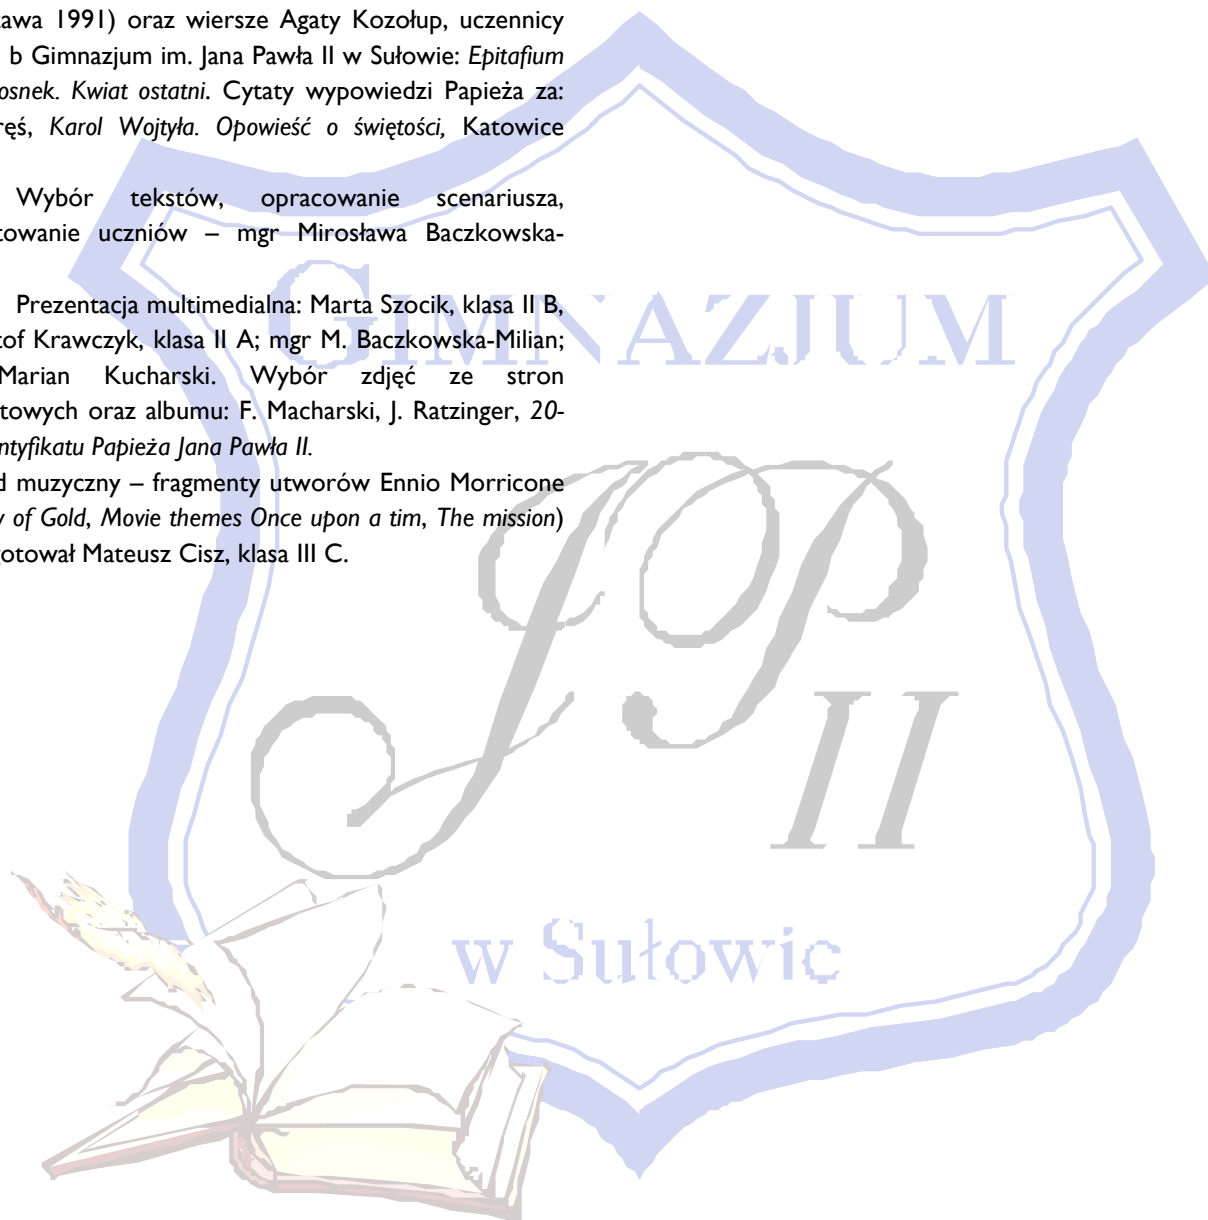 ława 1991) oraz wiersze Agaty Kozołup, uczennicy
b Gimnazjum im. Jana Pawła II w Sułowie: Epitafium
osnek. Kwiat ostatni. Cytaty wypowiedzi Papieża za:
ręś, Karol Wojtyła. Opowieść o świętości, Katowice
Wybór tekstów, opracowanie scenariusza,
towanie uczniów – mgr Mirosława Baczkowska-
Prezentacja multimedialna: Marta Szocik, klasa II B,
tof Krawczyk, klasa II A; mgr M. Baczkowska-Milian;
Marian Kucharski. Wybór zdjęć ze stron
towych oraz albumu: F. Macharski, J. Ratzinger, 20-
ntyfikatu Papieża Jana Pawła II.
d muzyczny – fragmenty utworów Ennio Morricone
y of Gold, Movie themes Once upon a tim, The mission)
gotował Mateusz Cisz, klasa III C.
GIMNAZJUM
JP II
w Sułowie